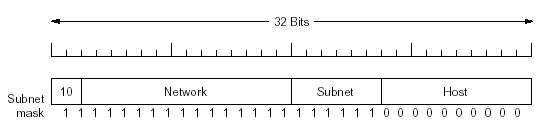 32 Bits
10 Network Subnet Host
Subnet
mask 1 1 1 1 1 1 1 1 1 1 1 1 1 1 1 1 1 1 1 1 1 1 0 0 0 0 0 0 0 0 0 0